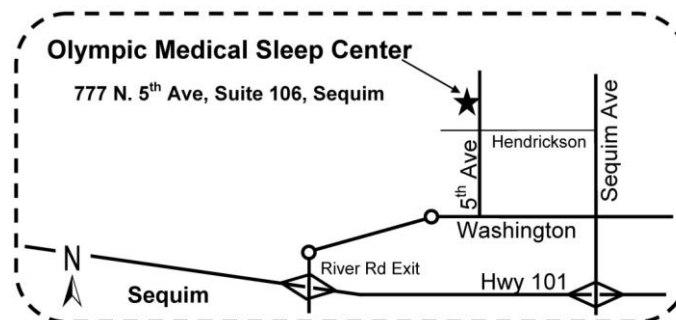 Olympic Medical Sleep Center
777 N. 5th Ave, Suite 106, Sequim
Hendrickson
5th Ave
Sequim Ave
Washington
N
River Rd Exit
Hwy 101
Sequim